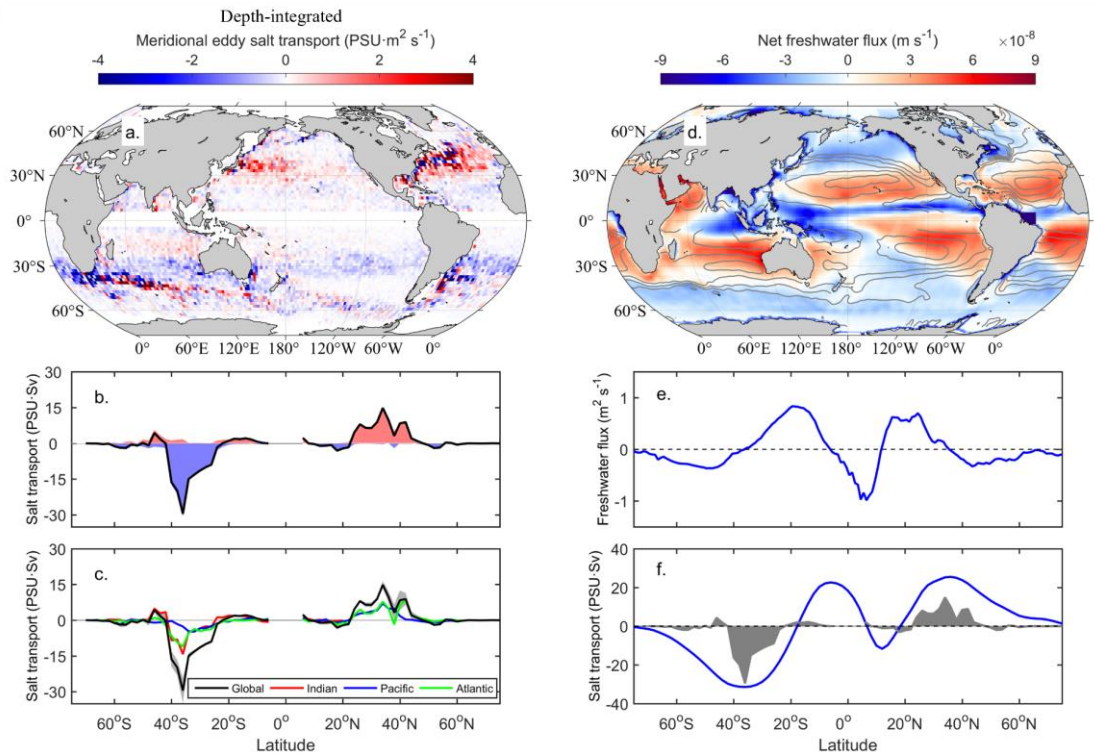 Depth-integrated
Meridional eddy salt transport (PSU·m² s⁻¹)
-4 -2 0 2 4
a.
60°N
30°N
0°
30°S
60°S
0° 60°E 120°E 180° 120°W 60°W 0°
Net freshwater flux (m s⁻¹) ×10⁻⁸
-9 -6 -3 0 3 6 9
d.
60°N
30°N
0°
30°S
60°S
0° 60°E 120°E 180° 120°W 60°W 0°
b.
Salt transport (PSU·Sv)
30
15
0
-15
-30
e.
Freshwater flux (m² s⁻¹)
1
0
-1
c.
Salt transport (PSU·Sv)
30
15
0
-15
-30
Global Indian Pacific Atlantic
60°S 40°S 20°S 0° 20°N 40°N 60°N
Latitude
f.
Salt transport (PSU·Sv)
40
20
0
-20
-40
60°S 40°S 20°S 0° 20°N 40°N 60°N
Latitude